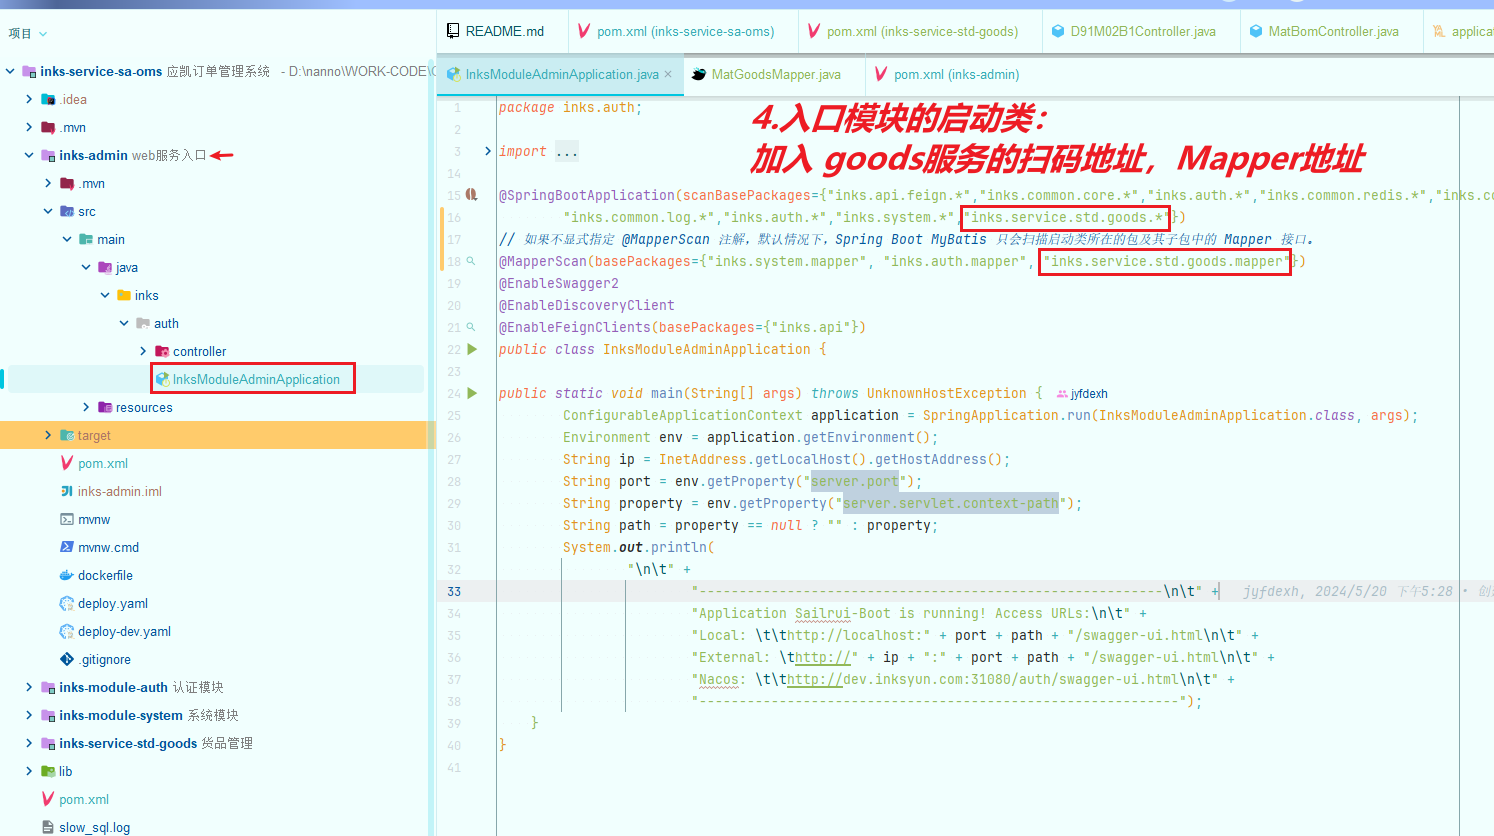 项目
README.md
pom.xml (inks-service-sa-oms)
pom.xml (inks-service-std-goods)
D91M02B1Controller.java
MatBomController.java
applicat
InksModuleAdminApplication.java ×
MatGoodsMapper.java
pom.xml (inks-admin)
inks-service-sa-oms 应凯订单管理系统 - D:\nanno\WORK-CODE\
.idea
.mvn
inks-admin web服务入口
.mvn
src
main
java
inks
auth
controller
InksModuleAdminApplication
resources
target
pom.xml
inks-admin.iml
mvnw
mvnw.cmd
dockerfile
deploy.yaml
deploy-dev.yaml
.gitignore
inks-module-auth 认证模块
inks-module-system 系统模块
inks-service-std-goods 货品管理
lib
pom.xml
slow_sql.log
4.入口模块的启动类：
加入 goods服务的扫码地址，Mapper地址
1 package inks.auth;
2
3 import ...
14
15 @SpringBootApplication(scanBasePackages={"inks.api.feign.*","inks.common.core.*","inks.auth.*","inks.common.redis.*","inks.co
16 "inks.common.log.*","inks.auth.*","inks.system.*","inks.service.std.goods.*"})
17 // 如果不显式指定 @MapperScan 注解，默认情况下，Spring Boot MyBatis 只会扫描启动类所在的包及其子包中的 Mapper 接口。
18 @MapperScan(basePackages={"inks.system.mapper", "inks.auth.mapper", "inks.service.std.goods.mapper"})
19 @EnableSwagger2
20 @EnableDiscoveryClient
21 @EnableFeignClients(basePackages={"inks.api"})
22 public class InksModuleAdminApplication {
23
24 public static void main(String[] args) throws UnknownHostException { jyfdexh
25 ConfigurableApplicationContext application = SpringApplication.run(InksModuleAdminApplication.class, args);
26 Environment env = application.getEnvironment();
27 String ip = InetAddress.getLocalHost().getHostAddress();
28 String port = env.getProperty("server.port");
29 String property = env.getProperty("server.servlet.context-path");
30 String path = property == null ? "" : property;
31 System.out.println(
32 "\n\t" +
33 "----------------------------------------------------------\n\t" + jyfdexh, 2024/5/20 下午5:28 • 创
34 "Application Sailrui-Boot is running! Access URLs:\n\t" +
35 "Local: \t\thttp://localhost:" + port + path + "/swagger-ui.html\n\t" +
36 "External: \thttp://" + ip + ":" + port + path + "/swagger-ui.html\n\t" +
37 "Nacos: \t\thttp://dev.inksyun.com:31080/auth/swagger-ui.html\n\t" +
38 "------------------------------------------------------------");
39 }
40 }
41